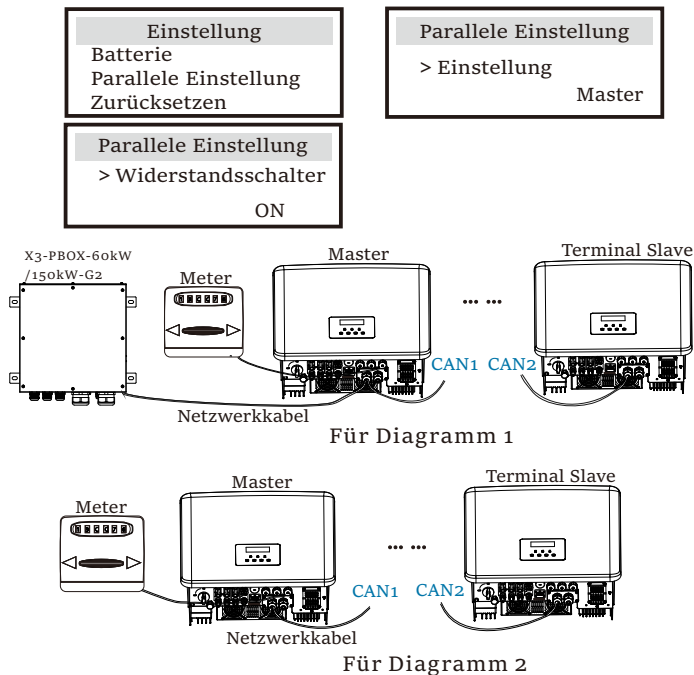 Einstellung
Batterie
Parallele Einstellung
Zurücksetzen
Parallele Einstellung
> Einstellung
Master
Parallele Einstellung
> Widerstandsschalter
ON
X3-PBOX-60kW
/150kW-G2
Meter
Master
Terminal Slave
... ...
CAN1 CAN2
Netzwerkkabel
Für Diagramm 1
Meter
Master
Terminal Slave
... ...
CAN1 CAN2
Netzwerkkabel
Für Diagramm 2